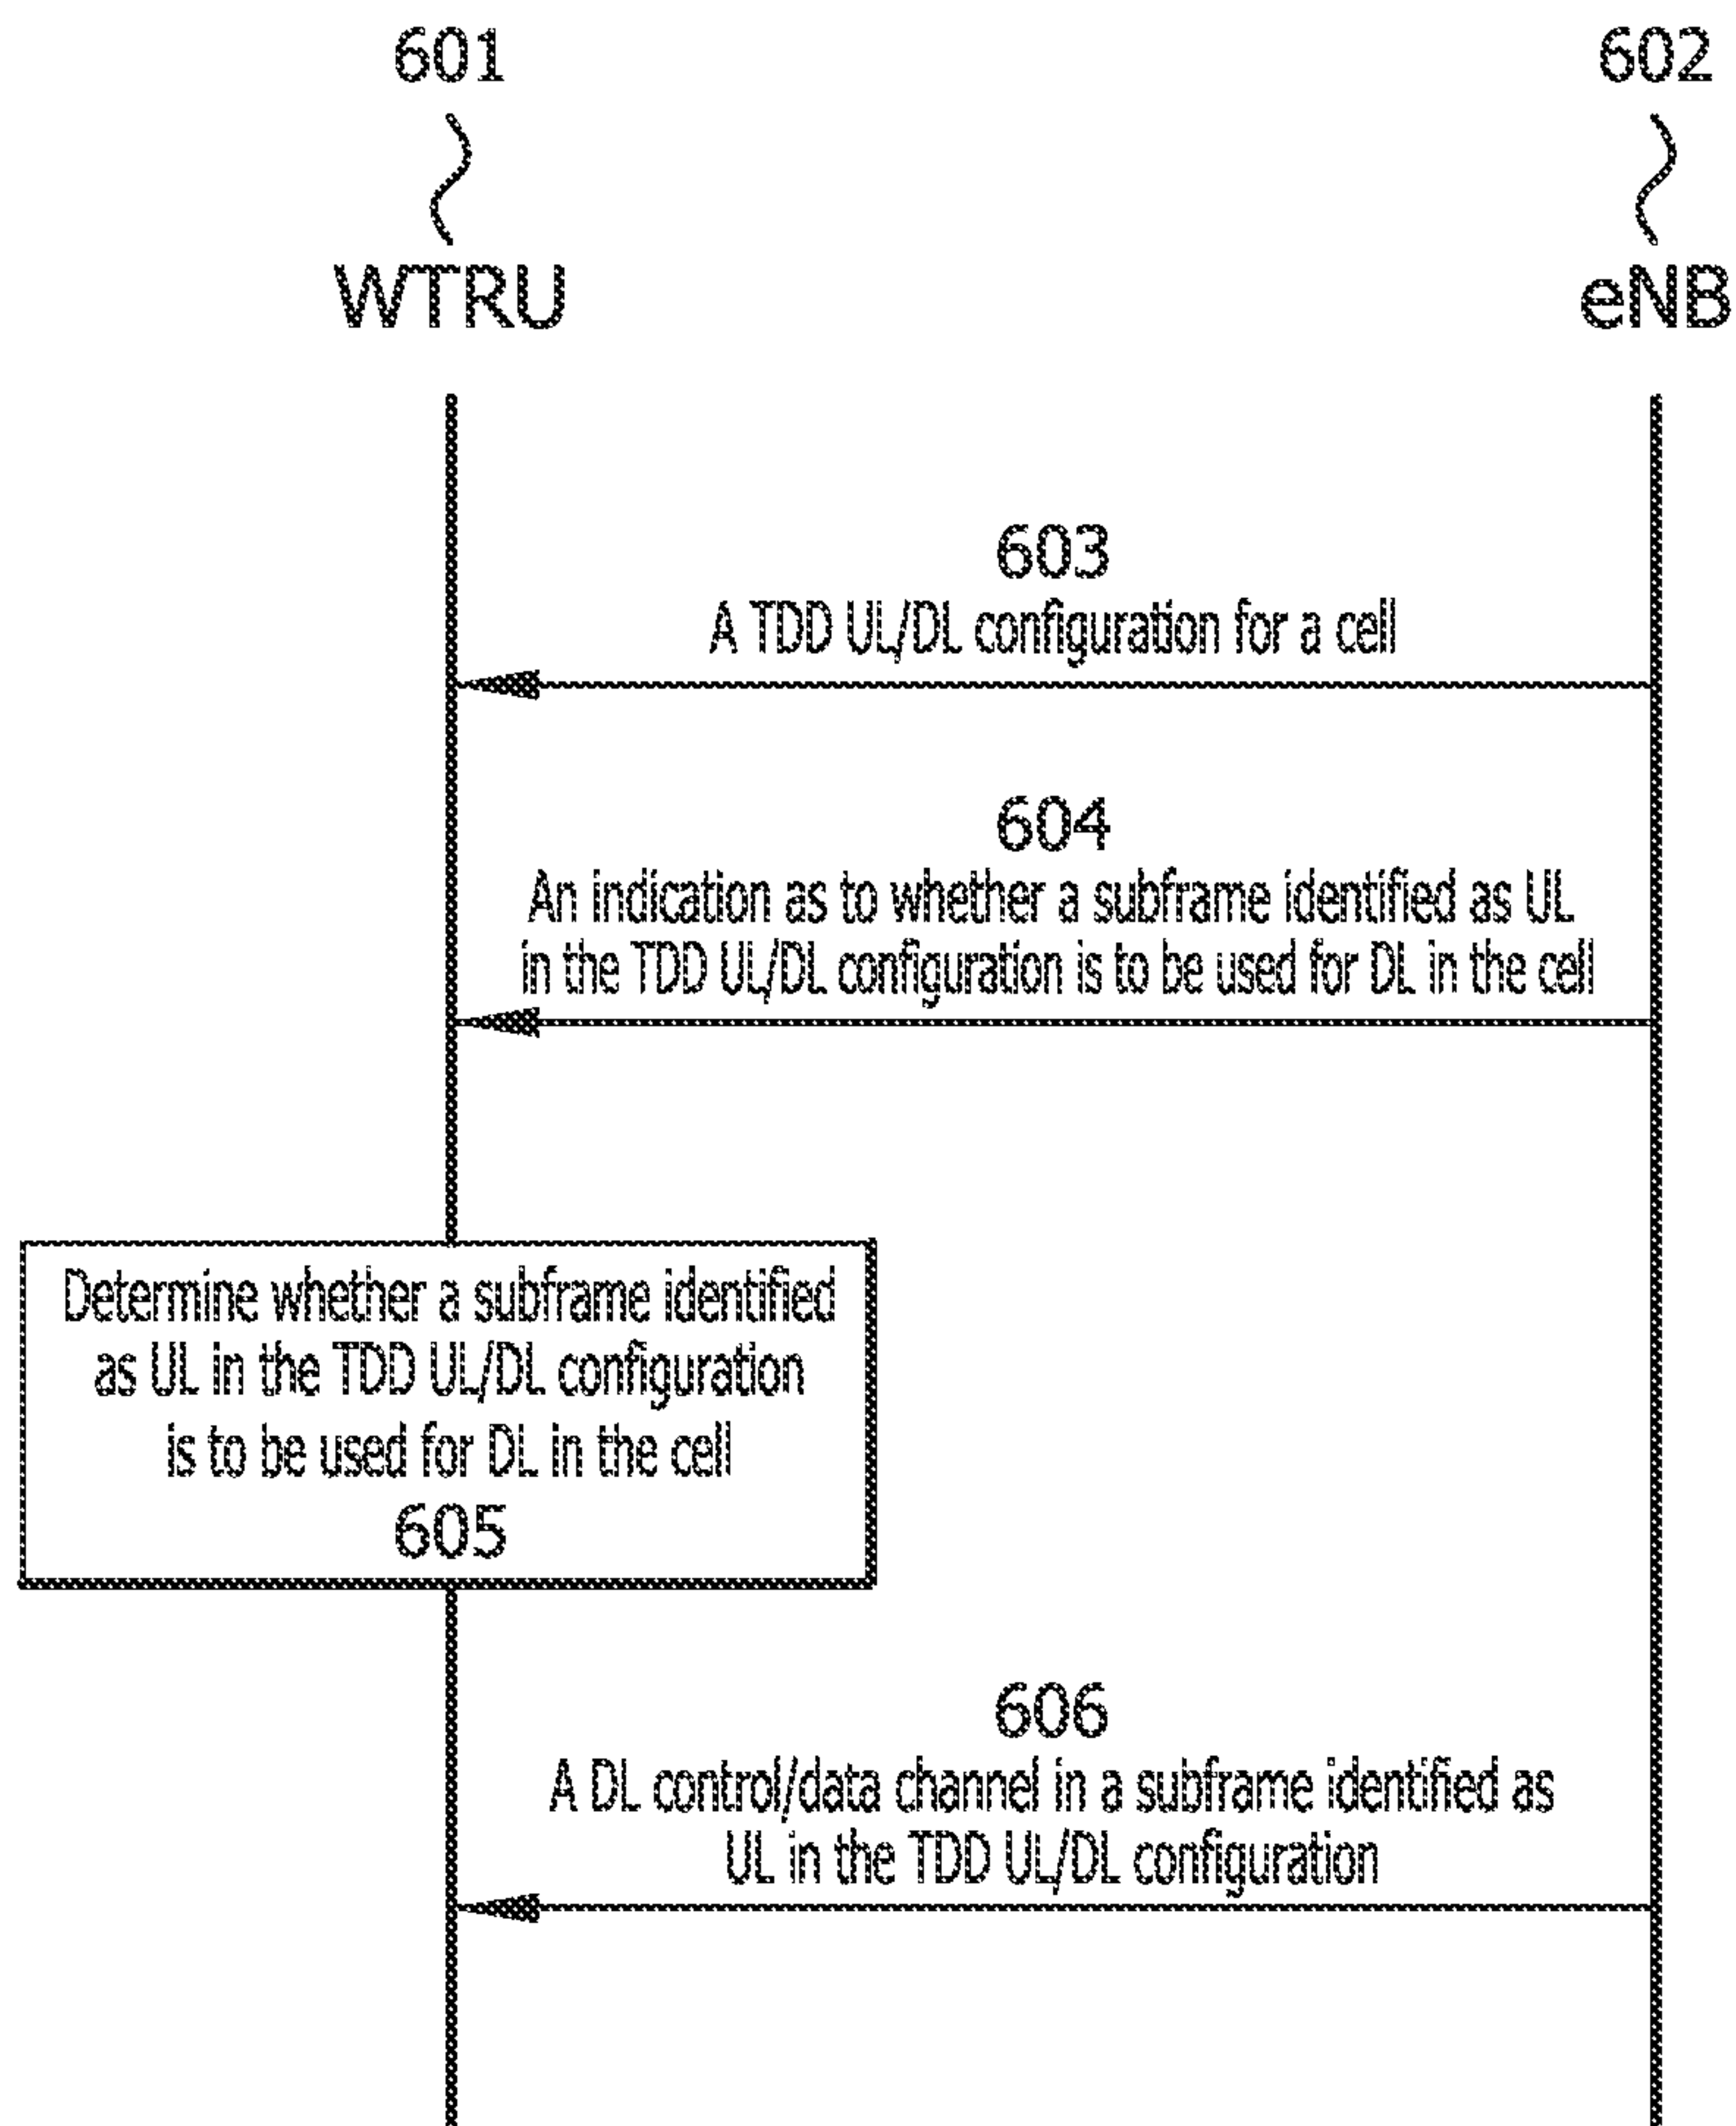 601
602
WTRU
eNB
603
A TDD UL/DL configuration for a cell
604
An indication as to whether a subframe identified as UL
in the TDD UL/DL configuration is to be used for DL in the cell
Determine whether a subframe identified
as UL in the TDD UL/DL configuration
is to be used for DL in the cell
605
606
A DL control/data channel in a subframe identified as
UL in the TDD UL/DL configuration